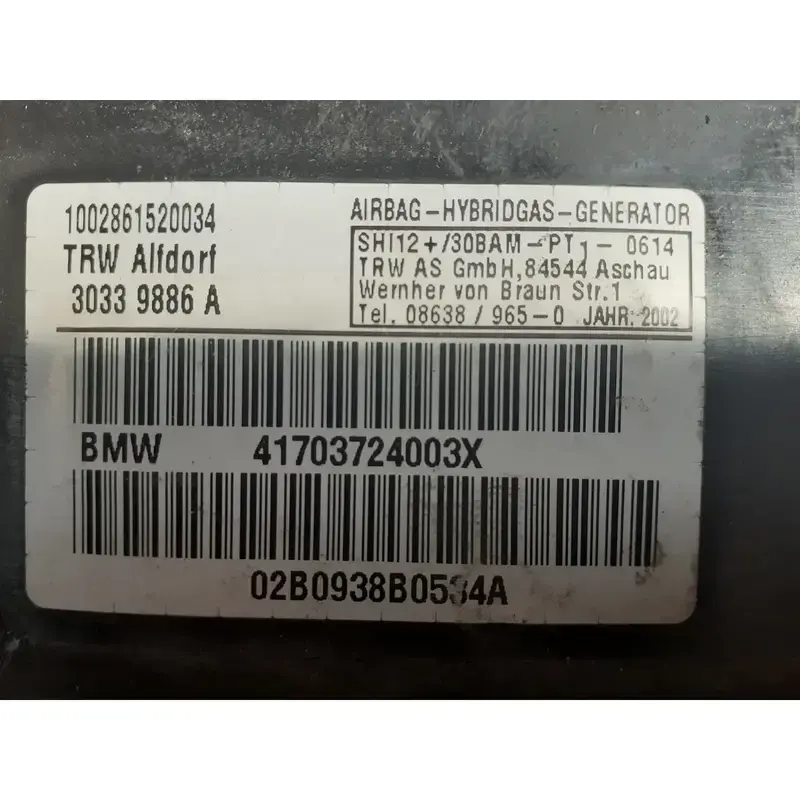 1002861520034
TRW Alfdorf
3033 9886 A
AIRBAG-HYBRIDGAS-GENERATOR
SHI12+/30BAM-PT1-0614
TRW AS GmbH,84544 Aschau
Wernher von Braun Str.1
Tel. 08638 / 965-0 JAHR: 2002
BMW 41703724003X
02B0938B0534A